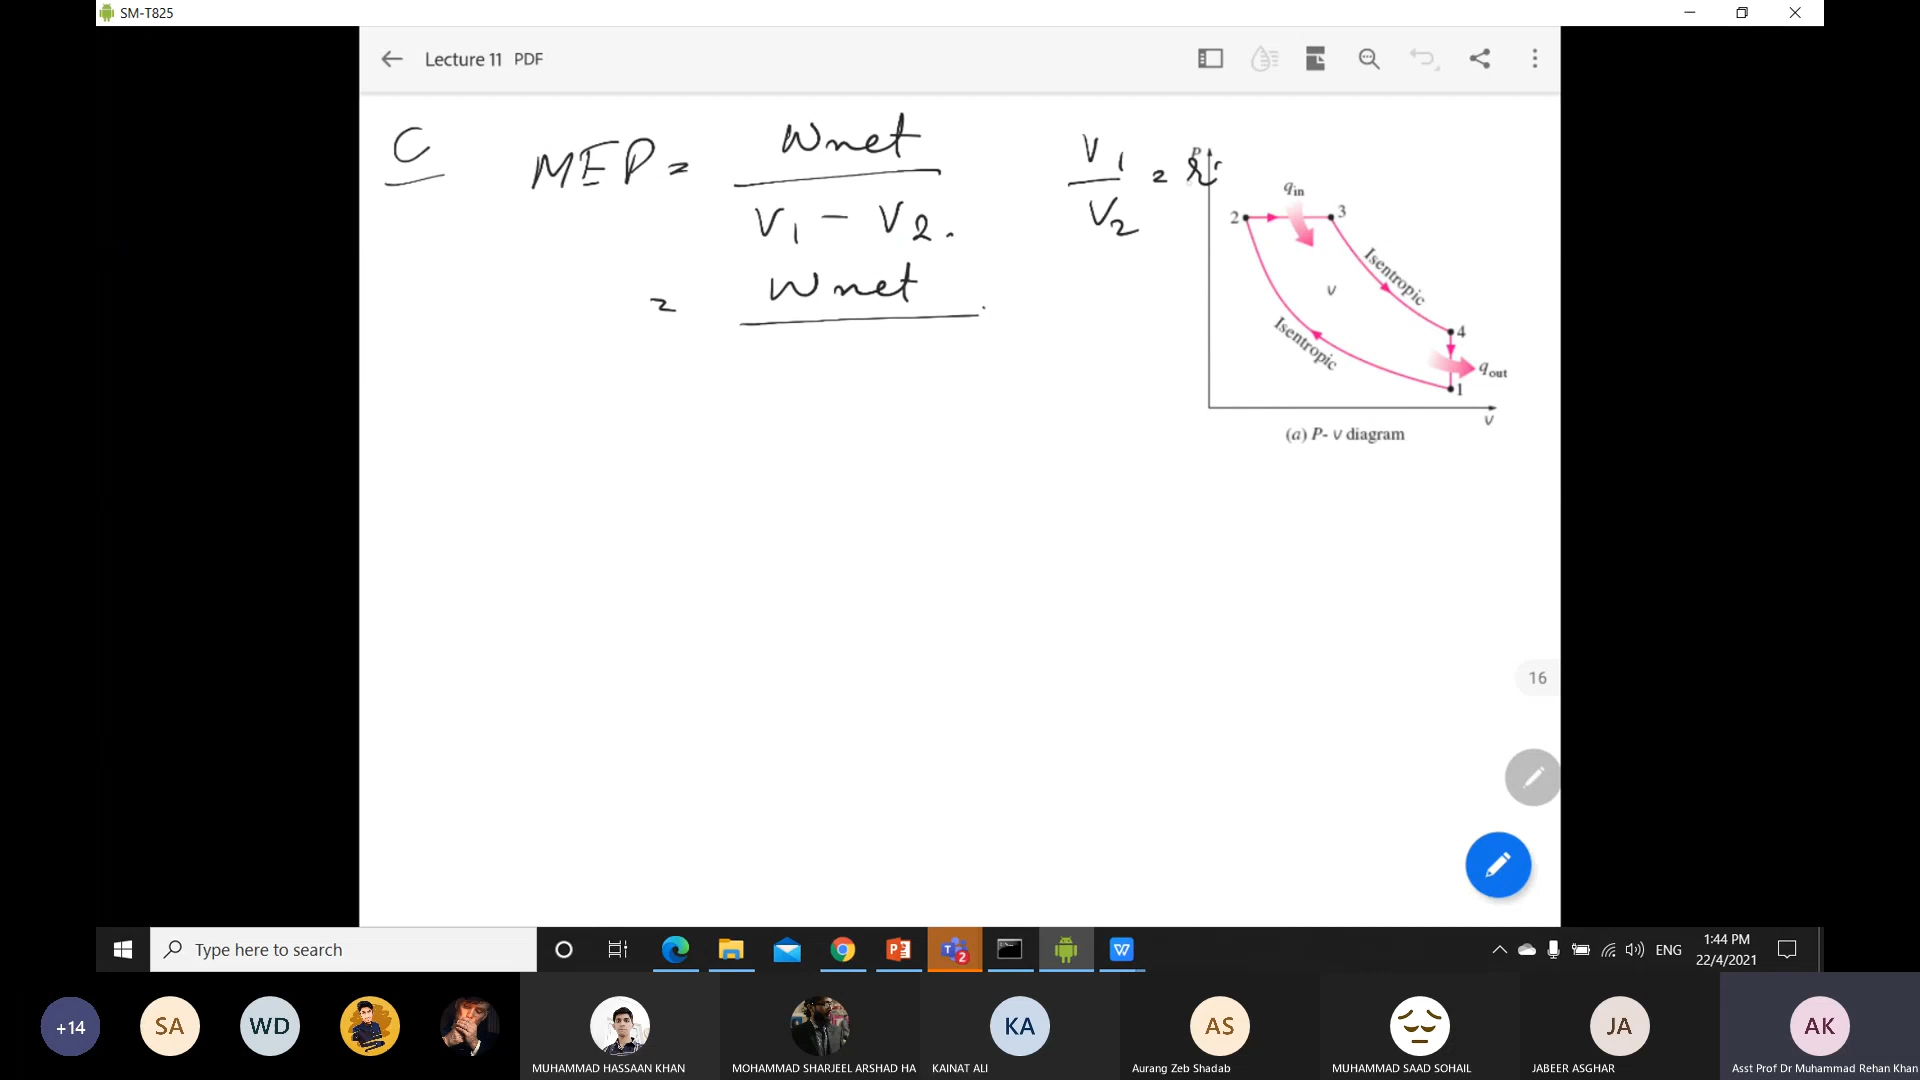 SM-T825
Lecture 11 PDF
C
MEP = Wnet
V1 - V2.
= Wnet
V1
V2
= r
P
qin
2
3
Isentropic
v
Isentropic
4
qout
1
v
(a) P- v diagram
16
Type here to search
2
ENG
1:44 PM
22/4/2021
+14
SA
WD
KA
AS
JA
AK
MUHAMMAD HASSAAN KHAN
MOHAMMAD SHARJEEL ARSHAD HA
KAINAT ALI
Aurang Zeb Shadab
MUHAMMAD SAAD SOHAIL
JABEER ASGHAR
Asst Prof Dr Muhammad Rehan Khan